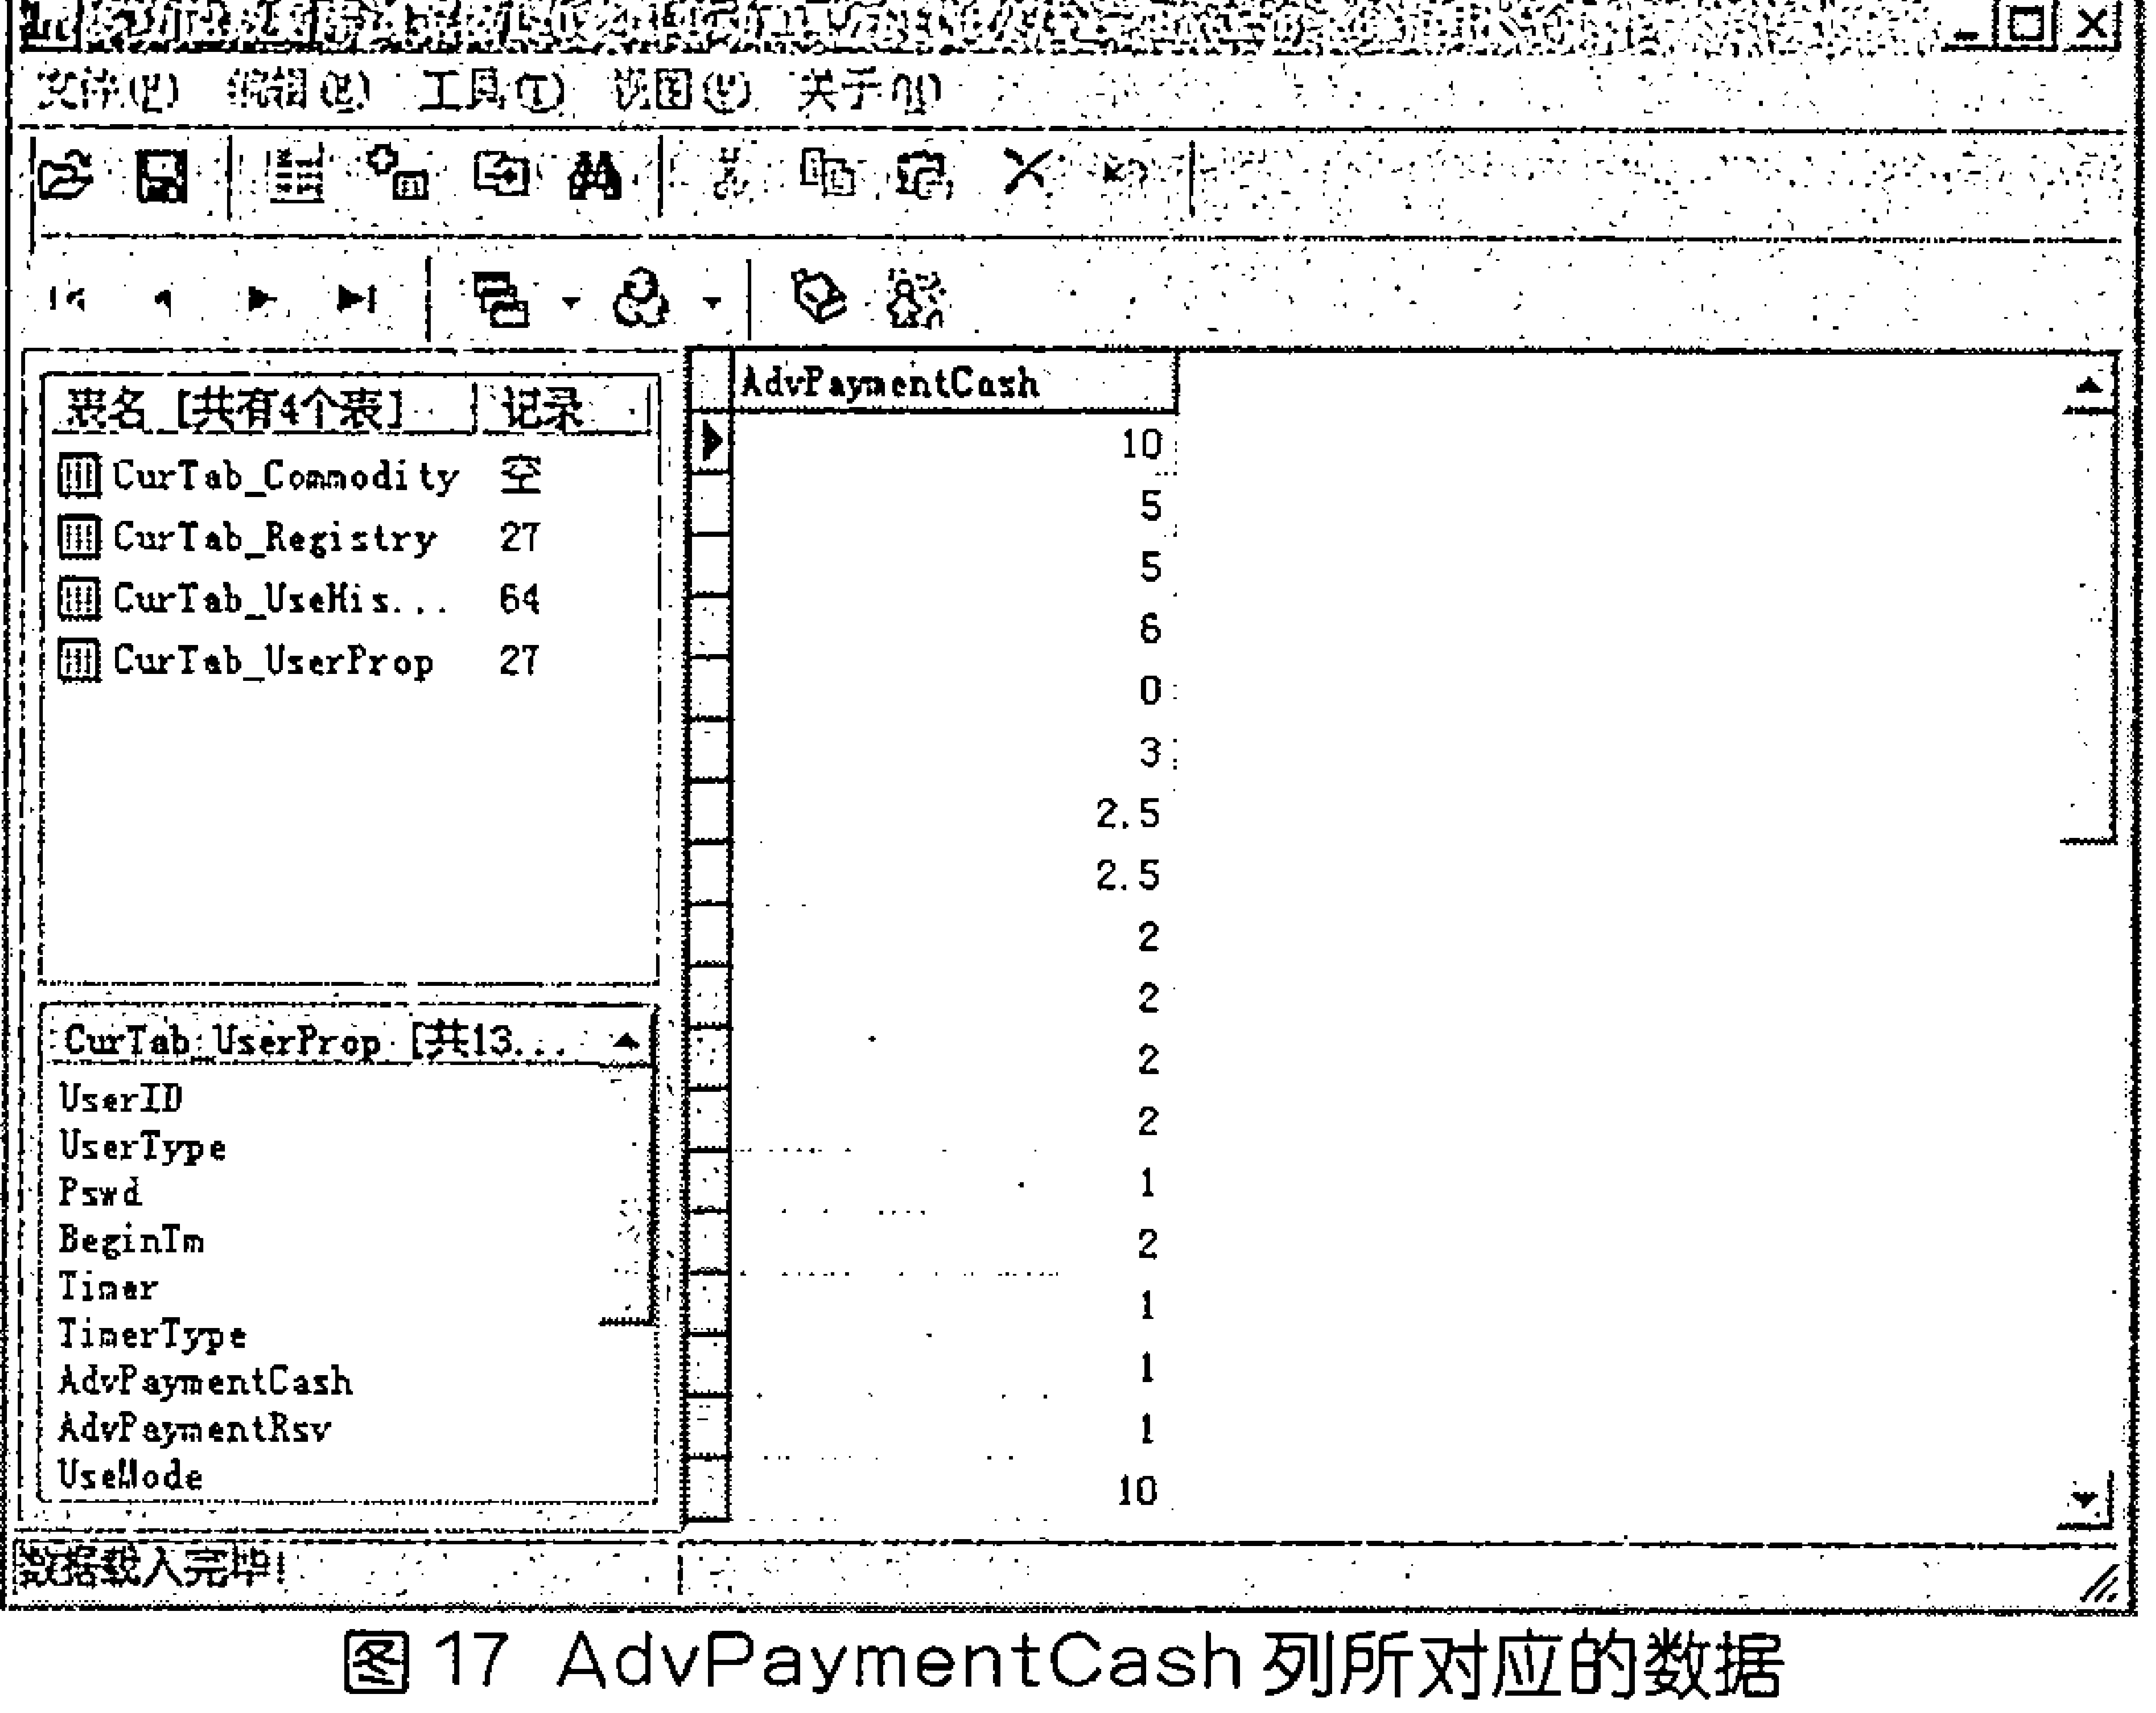 文件(F) 编辑(E) 工具(T) 视图(V) 关于(N)
表名 [共有4个表] 记录
CurTab_Commodity 空
CurTab_Registry 27
CurTab_UseHis... 64
CurTab_UserProp 27
CurTab_UserProp [共13...
UserID
UserType
Pswd
BeginTm
Timer
TimerType
AdvPaymentCash
AdvPaymentRsv
UseMode
AdvPaymentCash
10
5
5
6
0
3
2.5
2.5
2
2
2
2
1
2
1
1
1
10
数据载入完毕!
图 17 AdvPaymentCash 列所对应的数据